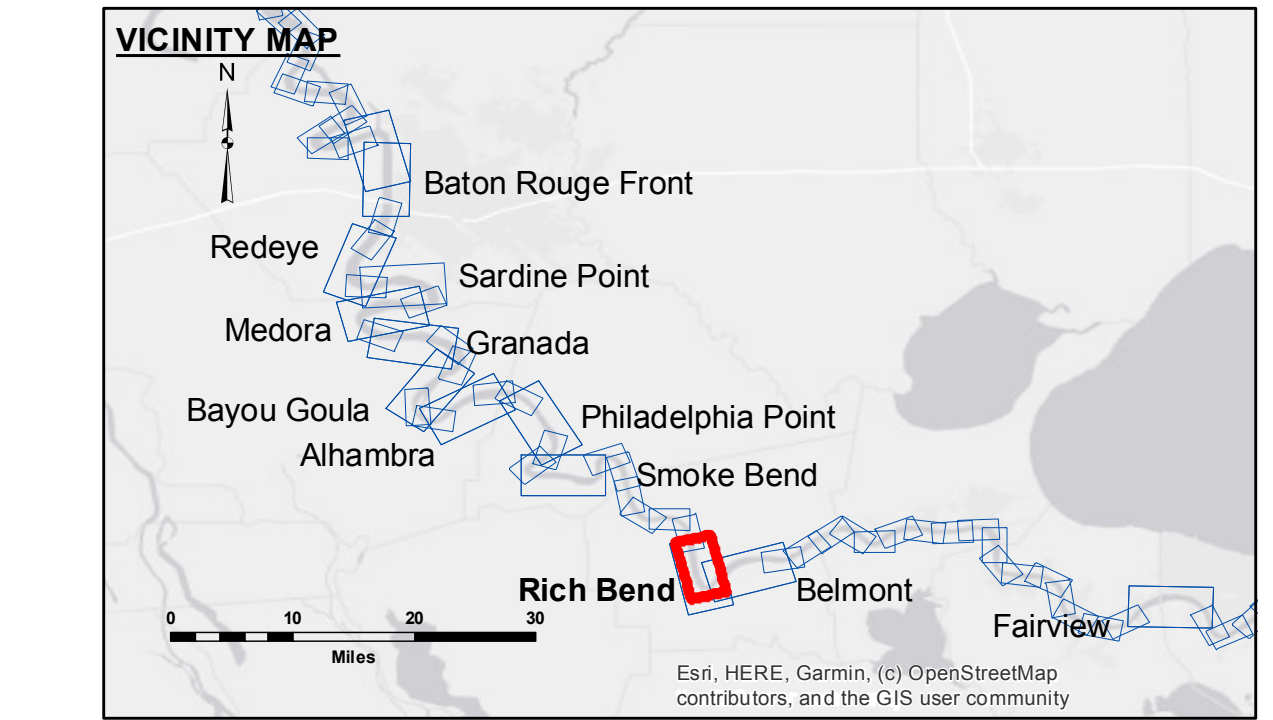 VICINITY MAP
N
Baton Rouge Front
Redeye
Sardine Point
Medora
Granada
Bayou Goula
Philadelphia Point
Alhambra
Smoke Bend
Rich Bend
Belmont
Fairview
0 10 20 30
Miles
Esri, HERE, Garmin, (c) OpenStreetMap
contributors, and the GIS user community